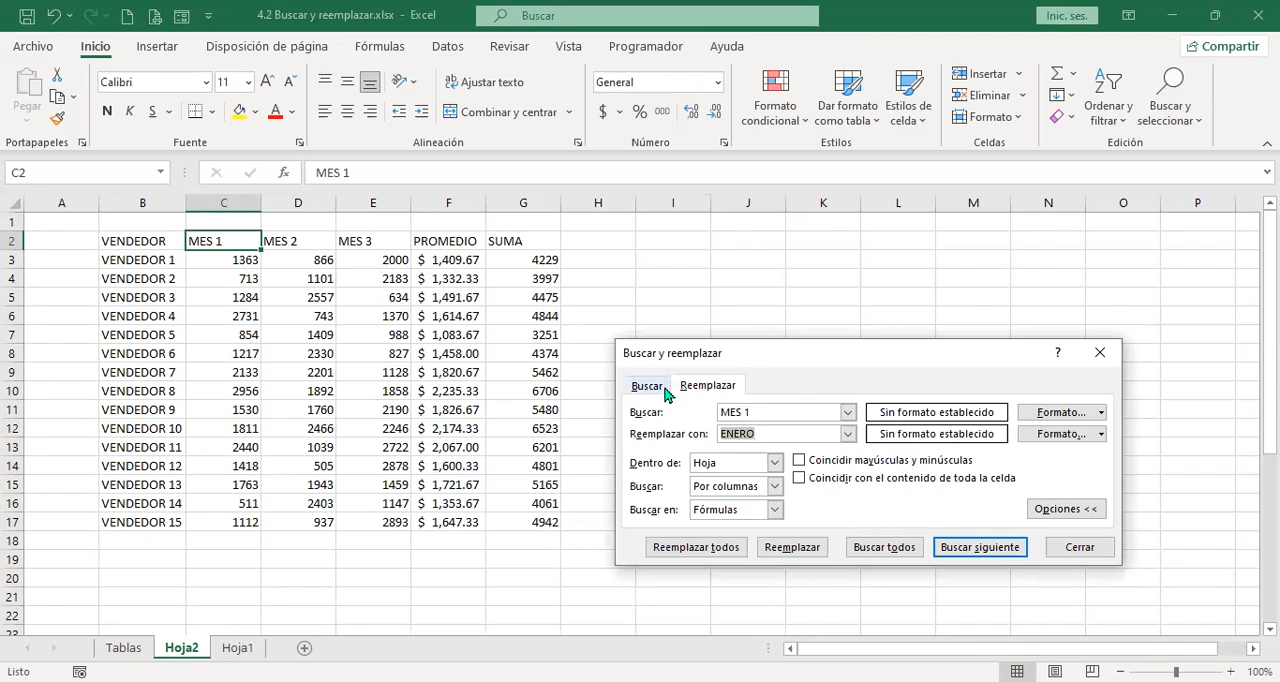 4.2 Buscar y reemplazar.xlsx - Excel
Buscar
Inic. ses.
Archivo Inicio Insertar Disposición de página Fórmulas Datos Revisar Vista Programador Ayuda
Compartir
Pegar
Calibri 11
N K S
Ajustar texto
Combinar y centrar
General
$ % 000
Formato condicional
Dar formato como tabla
Estilos de celda
Insertar
Eliminar
Formato
Ordenar y filtrar
Buscar y seleccionar
Portapapeles Fuente Alineación Número Estilos Celdas Edición
C2 fx MES 1
A B C D E F G H I J K L M N O P
1
2 VENDEDOR MES 1 MES 2 MES 3 PROMEDIO SUMA
3 VENDEDOR 1 1363 866 2000 $ 1,409.67 4229
4 VENDEDOR 2 713 1101 2183 $ 1,332.33 3997
5 VENDEDOR 3 1284 2557 634 $ 1,491.67 4475
6 VENDEDOR 4 2731 743 1370 $ 1,614.67 4844
7 VENDEDOR 5 854 1409 988 $ 1,083.67 3251
8 VENDEDOR 6 1217 2330 827 $ 1,458.00 4374
9 VENDEDOR 7 2133 2201 1128 $ 1,820.67 5462
10 VENDEDOR 8 2956 1892 1858 $ 2,235.33 6706
11 VENDEDOR 9 1530 1760 2190 $ 1,826.67 5480
12 VENDEDOR 10 1811 2466 2246 $ 2,174.33 6523
13 VENDEDOR 11 2440 1039 2722 $ 2,067.00 6201
14 VENDEDOR 12 1418 505 2878 $ 1,600.33 4801
15 VENDEDOR 13 1763 1943 1459 $ 1,721.67 5165
16 VENDEDOR 14 511 2403 1147 $ 1,353.67 4061
17 VENDEDOR 15 1112 937 2893 $ 1,647.33 4942
18
19
20
21
22
23
Buscar y reemplazar ?
Buscar Reemplazar
Buscar: MES 1 Sin formato establecido Formato...
Reemplazar con: ENERO Sin formato establecido Formato...
Dentro de: Hoja Coincidir mayúsculas y minúsculas
Buscar: Por columnas Coincidir con el contenido de toda la celda
Buscar en: Fórmulas Opciones <<
Reemplazar todos Reemplazar Buscar todos Buscar siguiente Cerrar
Tablas Hoja2 Hoja1
Listo 100%